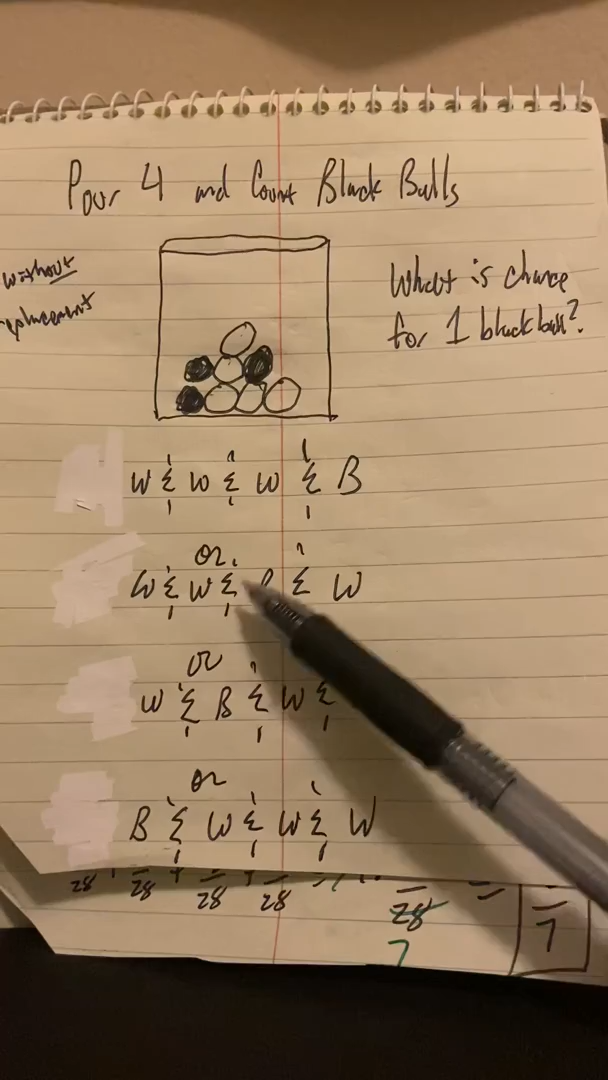 Pour 4 and Count Black Balls
without
replacement
What is chance
for 1 black ball?
W & W & W & B
or
W & W & & W
or
W & B & W &
or
B & W & W & W
28 + 28 + 28 28 =
28 =
7 7